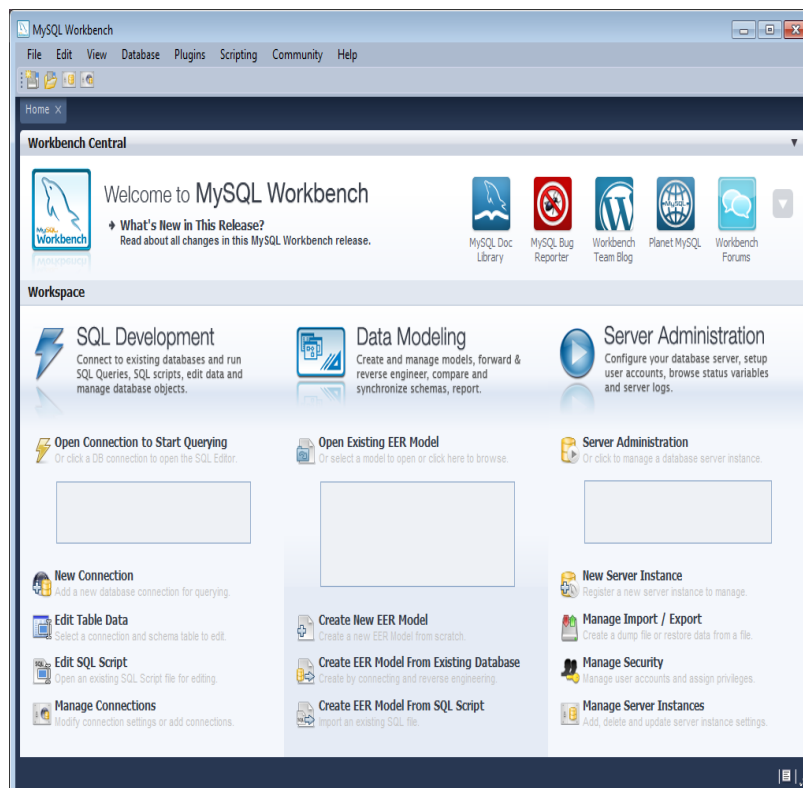 MySQL Workbench
File Edit View Database Plugins Scripting Community Help
Home
Workbench Central
MySQL
Workbench
Welcome to MySQL Workbench
What's New in This Release?
Read about all changes in this MySQL Workbench release.
MySQL Doc
Library
MySQL Bug
Reporter
Workbench
Team Blog
MySQL
Planet MySQL
Workbench
Forums
Workspace
SQL Development
Connect to existing databases and run
SQL Queries, SQL scripts, edit data and
manage database objects.
Open Connection to Start Querying
Or click a DB connection to open the SQL Editor.
New Connection
Add a new database connection for querying.
Edit Table Data
Select a connection and schema table to edit.
Edit SQL Script
Open an existing SQL Script file for editing.
Manage Connections
Modify connection settings or add connections.
Data Modeling
Create and manage models, forward &
reverse engineer, compare and
synchronize schemas, report.
Open Existing EER Model
Or select a model to open or click here to browse.
Create New EER Model
Create a new EER Model from scratch.
Create EER Model From Existing Database
Create by connecting and reverse engineering.
Create EER Model From SQL Script
Import an existing SQL file.
Server Administration
Configure your database server, setup
user accounts, browse status variables
and server logs.
Server Administration
Or click to manage a database server instance.
New Server Instance
Register a new server instance to manage.
Manage Import / Export
Create a dump file or restore data from a file.
Manage Security
Manage user accounts and assign privileges.
Manage Server Instances
Add, delete and update server instance settings.